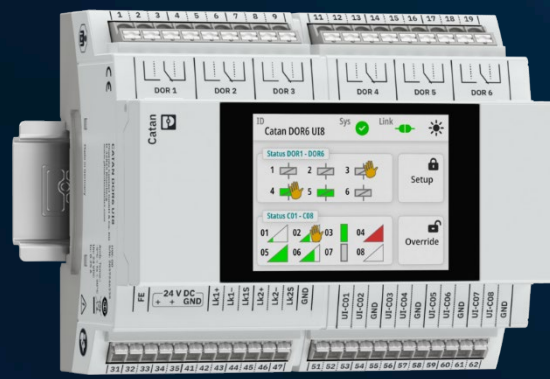 1 2 3 4 5 6 7 8 9
11 12 13 14 15 16 17 18 19
DOR 1 DOR 2 DOR 3
DOR 4 DOR 5 DOR 6
Catan
CATAN DOR6 UI8
ID
Catan DOR6 UI8
Sys
Link
Status DOR1 - DOR6
1 2 3
4 5 6
Setup
Status C01 - C08
01 02 03 04
05 06 07 08
Override
FE
24 V DC
+ + GND
Lk1+
Lk1-
Lk1S
Lk2+
Lk2-
Lk2S
GND
UI-C01
UI-C02
GND
UI-C03
UI-C04
GND
UI-C05
UI-C06
GND
UI-C07
UI-C08
GND
31 32 33 34 35 41 42 43 44 45 46 47
51 52 53 54 55 56 57 58 59 60 61 62